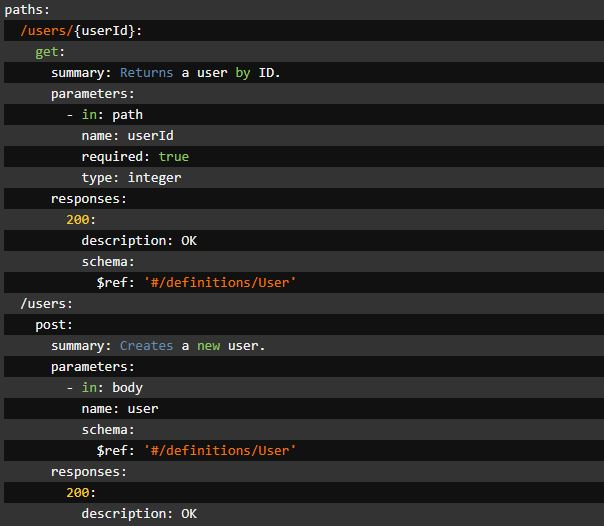 paths:
  /users/{userId}:
    get:
      summary: Returns a user by ID.
      parameters:
        - in: path
          name: userId
          required: true
          type: integer
      responses:
        200:
          description: OK
          schema:
            $ref: '#/definitions/User'
  /users:
    post:
      summary: Creates a new user.
      parameters:
        - in: body
          name: user
          schema:
            $ref: '#/definitions/User'
      responses:
        200:
          description: OK